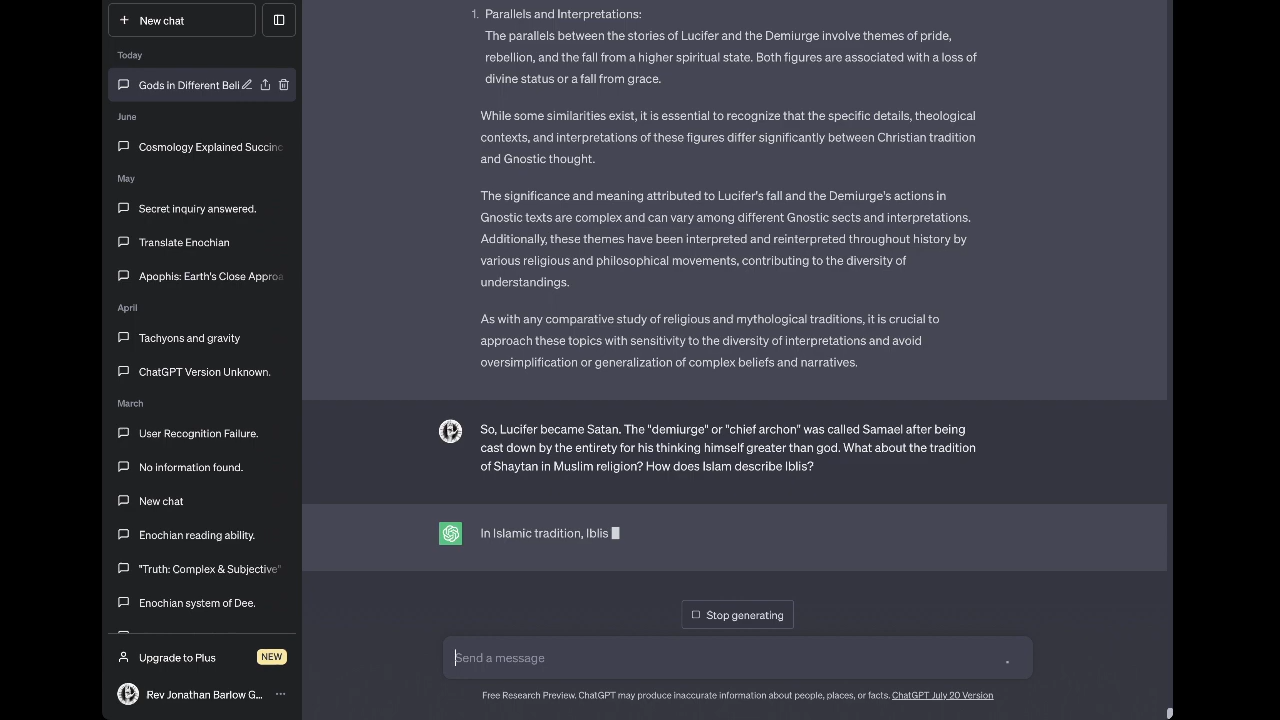 New chat
Today
Gods in Different Beli
June
Cosmology Explained Succinc
May
Secret inquiry answered.
Translate Enochian
Apophis: Earth's Close Approa
April
Tachyons and gravity
ChatGPT Version Unknown.
March
User Recognition Failure.
No information found.
New chat
Enochian reading ability.
"Truth: Complex & Subjective"
Enochian system of Dee.
Upgrade to Plus
NEW
Rev Jonathan Barlow G...
1. Parallels and Interpretations:
The parallels between the stories of Lucifer and the Demiurge involve themes of pride,
rebellion, and the fall from a higher spiritual state. Both figures are associated with a loss of
divine status or a fall from grace.
While some similarities exist, it is essential to recognize that the specific details, theological
contexts, and interpretations of these figures differ significantly between Christian tradition
and Gnostic thought.
The significance and meaning attributed to Lucifer's fall and the Demiurge's actions in
Gnostic texts are complex and can vary among different Gnostic sects and interpretations.
Additionally, these themes have been interpreted and reinterpreted throughout history by
various religious and philosophical movements, contributing to the diversity of
understandings.
As with any comparative study of religious and mythological traditions, it is crucial to
approach these topics with sensitivity to the diversity of interpretations and avoid
oversimplification or generalization of complex beliefs and narratives.
So, Lucifer became Satan. The "demiurge" or "chief archon" was called Samael after being
cast down by the entirety for his thinking himself greater than god. What about the tradition
of Shaytan in Muslim religion? How does Islam describe Iblis?
In Islamic tradition, Iblis
Stop generating
Send a message
Free Research Preview. ChatGPT may produce inaccurate information about people, places, or facts. ChatGPT July 20 Version